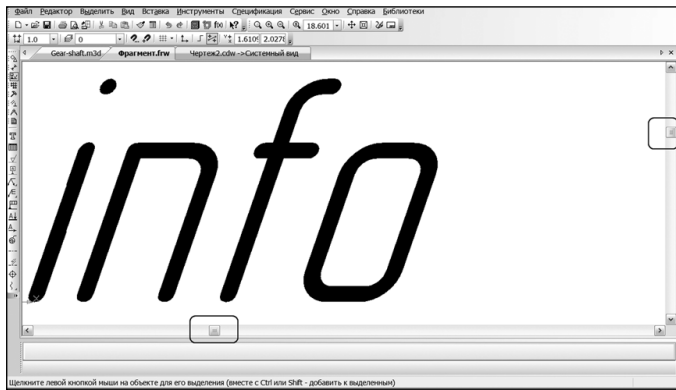 Файл Редактор Выделить Вид Вставка Инструменты Спецификация Сервис Окно Справка Библиотеки
18.601
1.0 0 1.610 2.027
Gear-shaft.m3d Фрагмент.frw Чертеж2.cdw ->Системный вид
info
Щелкните левой кнопкой мыши на объекте для его выделения (вместе с Ctrl или Shift - добавить к выделенным)